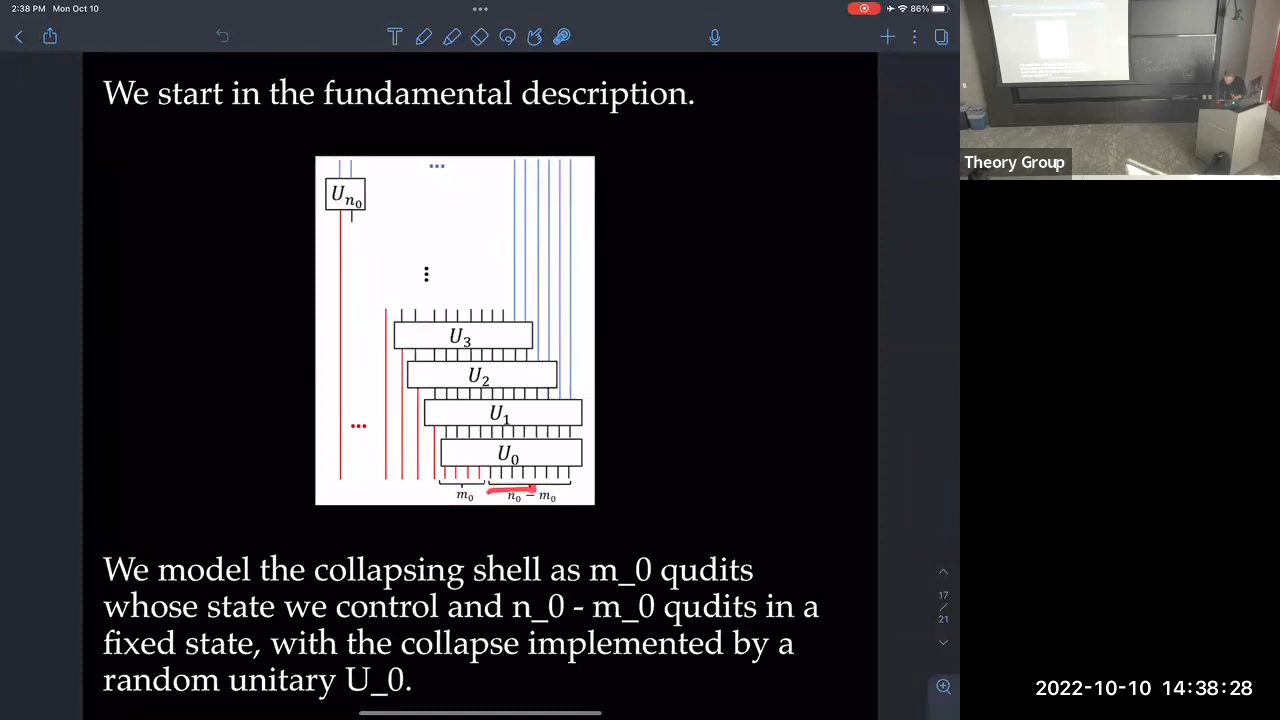 2:38 PM Mon Oct 10
86%
We start in the fundamental description.
...
U_{n_0}
U_3
U_2
U_1
...
U_0
m_0 n_0 - m_0
We model the collapsing shell as m_0 qudits
whose state we control and n_0 - m_0 qudits in a
fixed state, with the collapse implemented by a
random unitary U_0.
17
/
21
Theory Group
2022-10-10 14:38:28